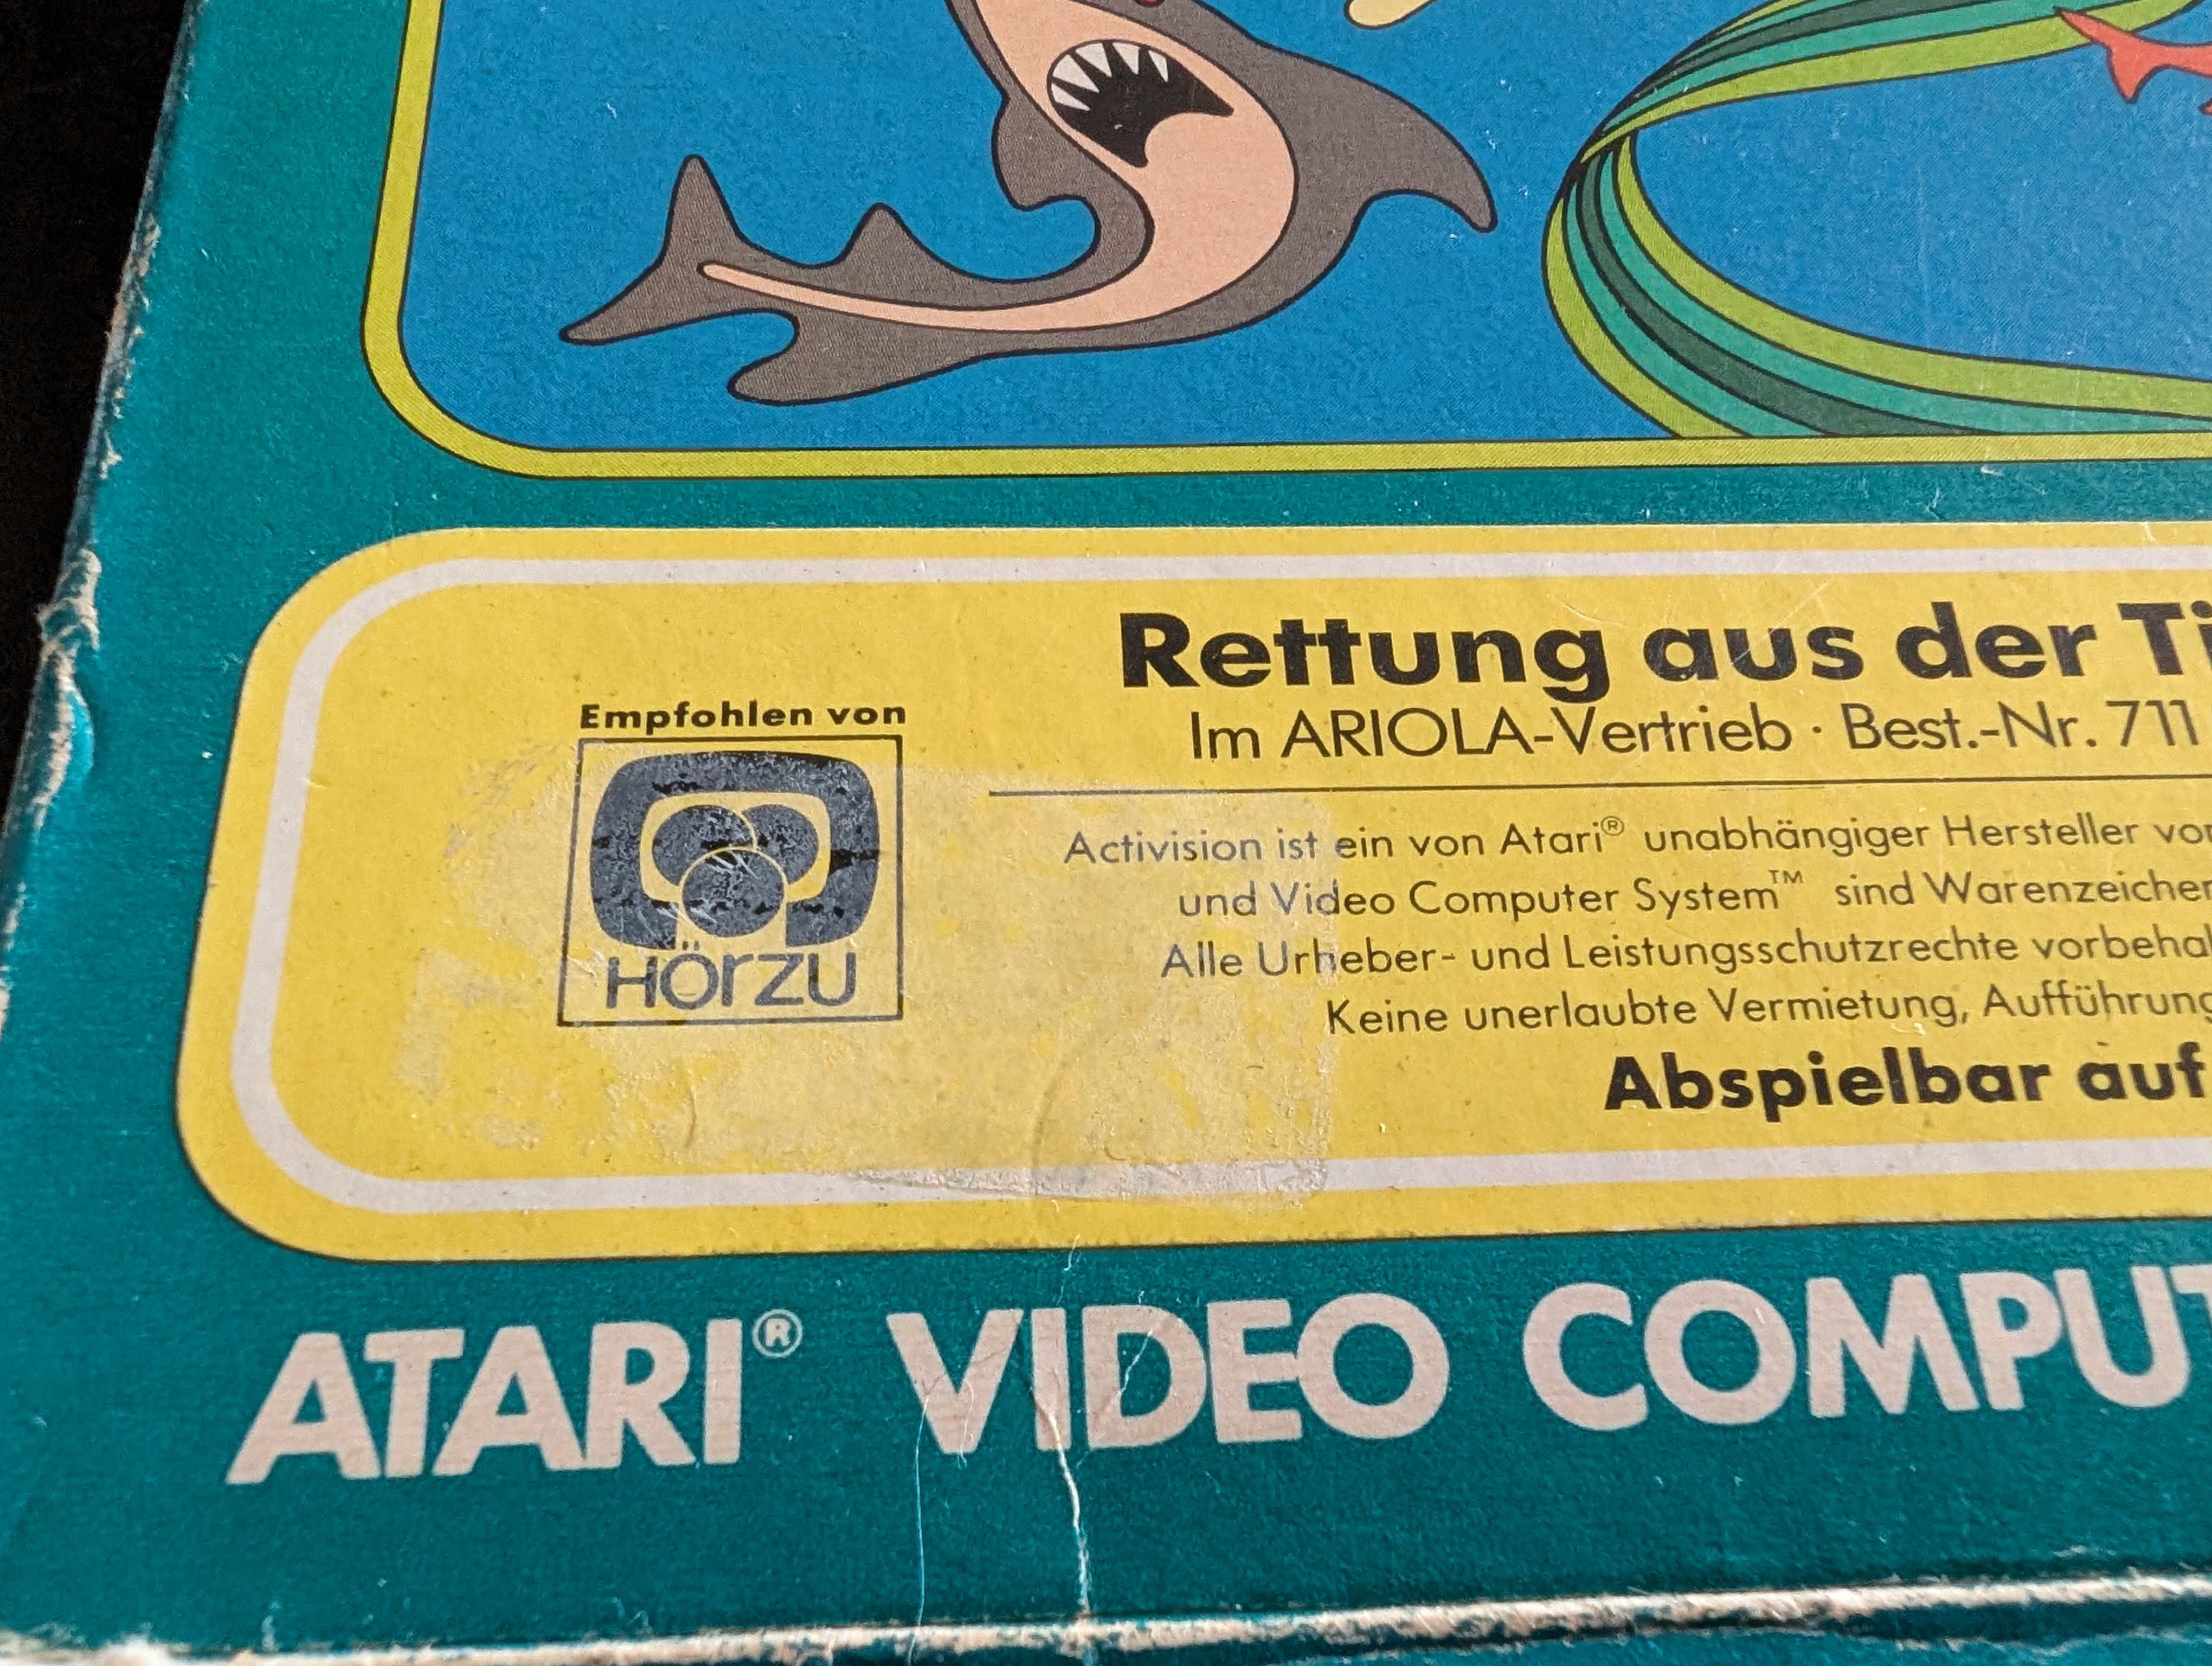 Rettung aus der Ti
Im ARIOLA-Vertrieb · Best.-Nr. 711
Empfohlen von
HÖRZU
Activision ist ein von Atari® unabhängiger Hersteller vo
und Video Computer System™ sind Warenzeicher
Alle Urheber- und Leistungsschutzrechte vorbehal
Keine unerlaubte Vermietung, Aufführung
Abspielbar auf
ATARI® VIDEO COMPUT